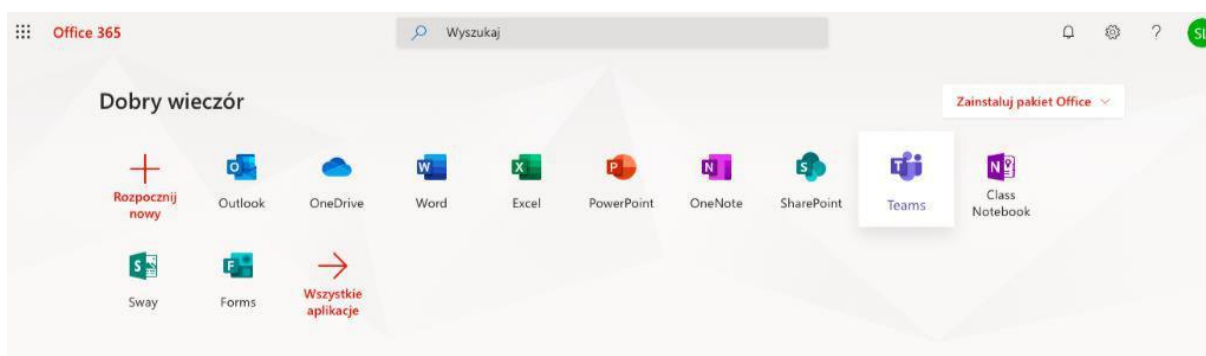 Office 365
Wyszukaj
?
SL
Dobry wieczór
Zainstaluj pakiet Office
Rozpocznij
nowy
Outlook
OneDrive
Word
Excel
PowerPoint
OneNote
SharePoint
Teams
Class
Notebook
Sway
Forms
Wszystkie
aplikacje